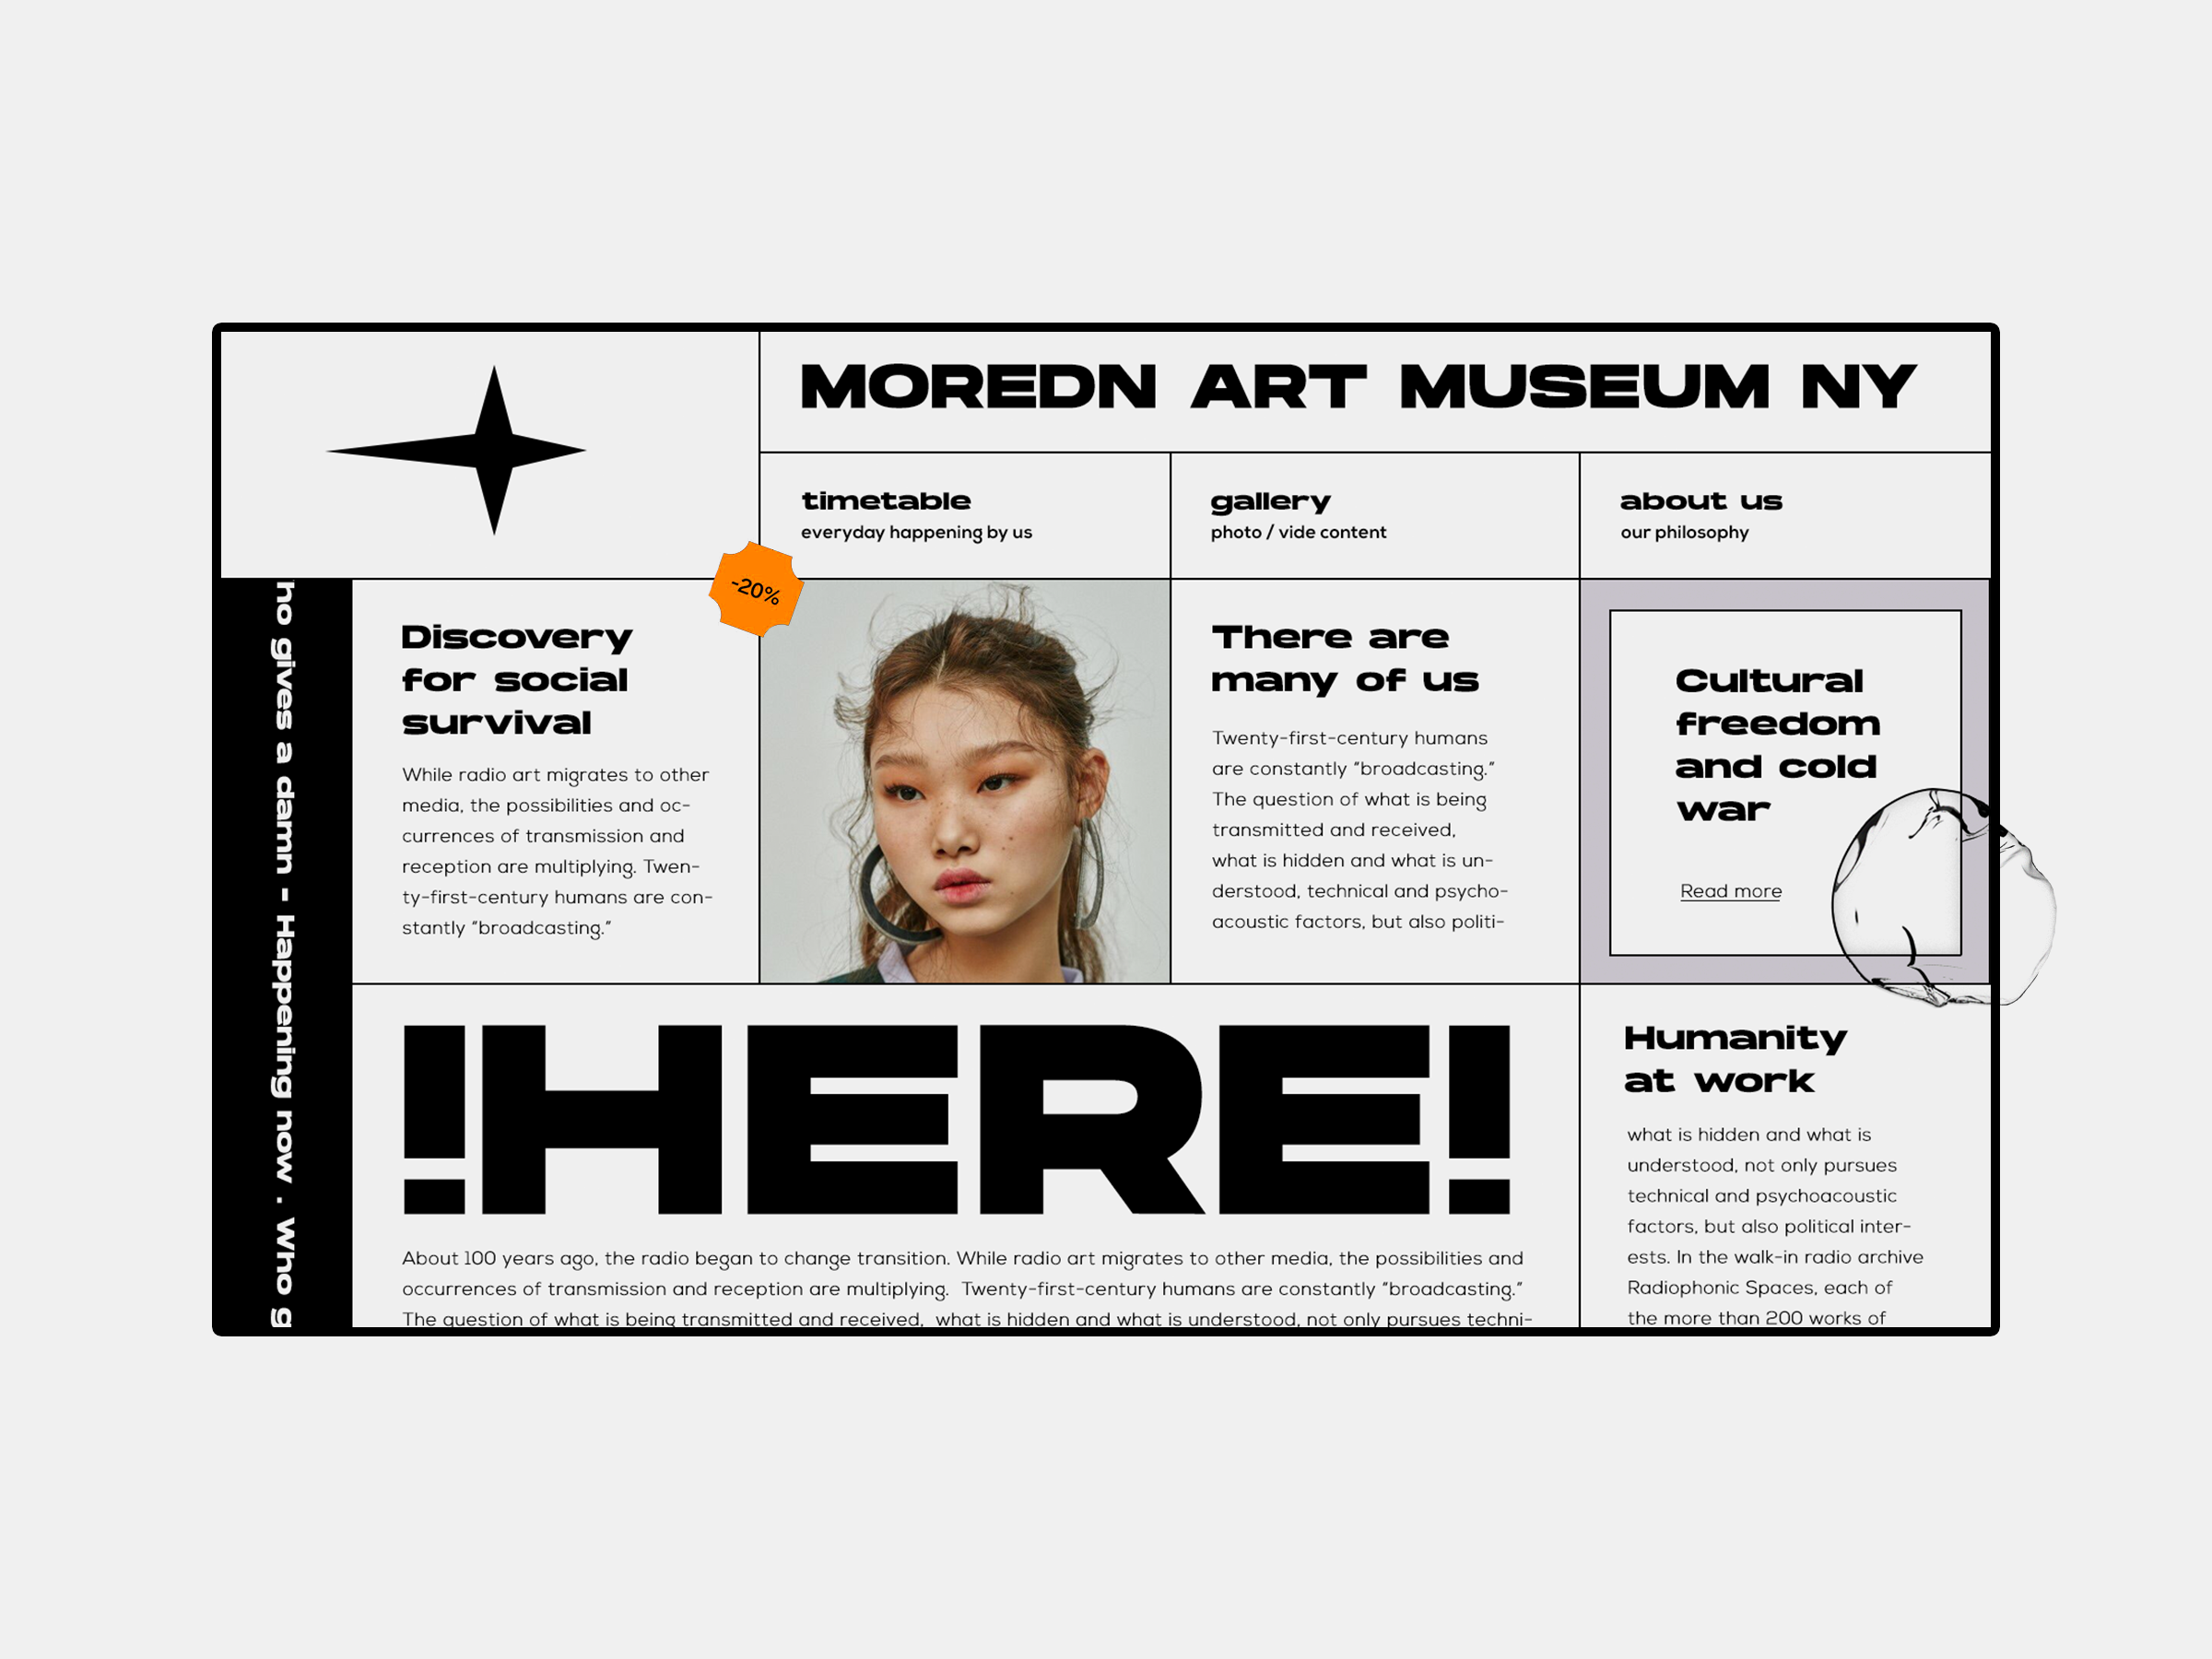 MOREDN ART MUSEUM NY
timetable
everyday happening by us
gallery
photo / vide content
about us
our philosophy
-20%
ho gives a damn - Happening now . Who g
Discovery
for social
survival
While radio art migrates to other
media, the possibilities and oc-
currences of transmission and
reception are multiplying. Twen-
ty-first-century humans are con-
stantly "broadcasting."
There are
many of us
Twenty-first-century humans
are constantly "broadcasting."
The question of what is being
transmitted and received,
what is hidden and what is un-
derstood, technical and psycho-
acoustic factors, but also politi-
Cultural
freedom
and cold
war
Read more
!HERE!
About 100 years ago, the radio began to change transition. While radio art migrates to other media, the possibilities and
occurrences of transmission and reception are multiplying.  Twenty-first-century humans are constantly "broadcasting."
The question of what is being transmitted and received,  what is hidden and what is understood, not only pursues techni-
Humanity
at work
what is hidden and what is
understood, not only pursues
technical and psychoacoustic
factors, but also political inter-
ests. In the walk-in radio archive
Radiophonic Spaces, each of
the more than 200 works of